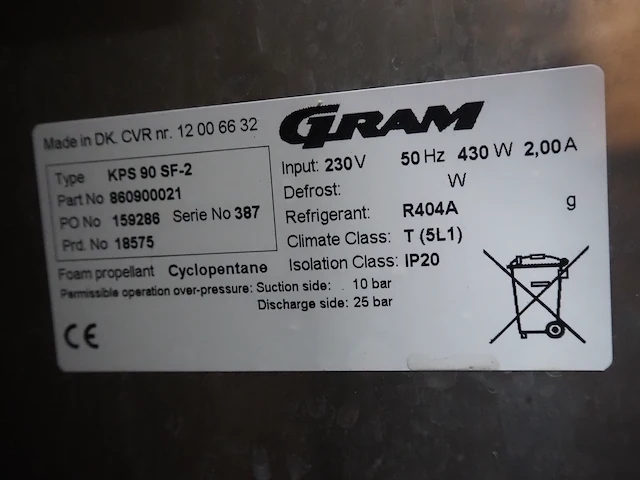 Made in DK. CVR nr. 12 00 66 32
GRAM
Type KPS 90 SF-2
Part No 860900021
PO No 159286 Serie No 387
Prd. No 18575
Input: 230 V 50 Hz 430 W 2,00 A
Defrost: W
Refrigerant: R404A g
Climate Class: T (5L1)
Isolation Class: IP20
Foam propellant Cyclopentane
Permissible operation over-pressure: Suction side: 10 bar
Discharge side: 25 bar
CE